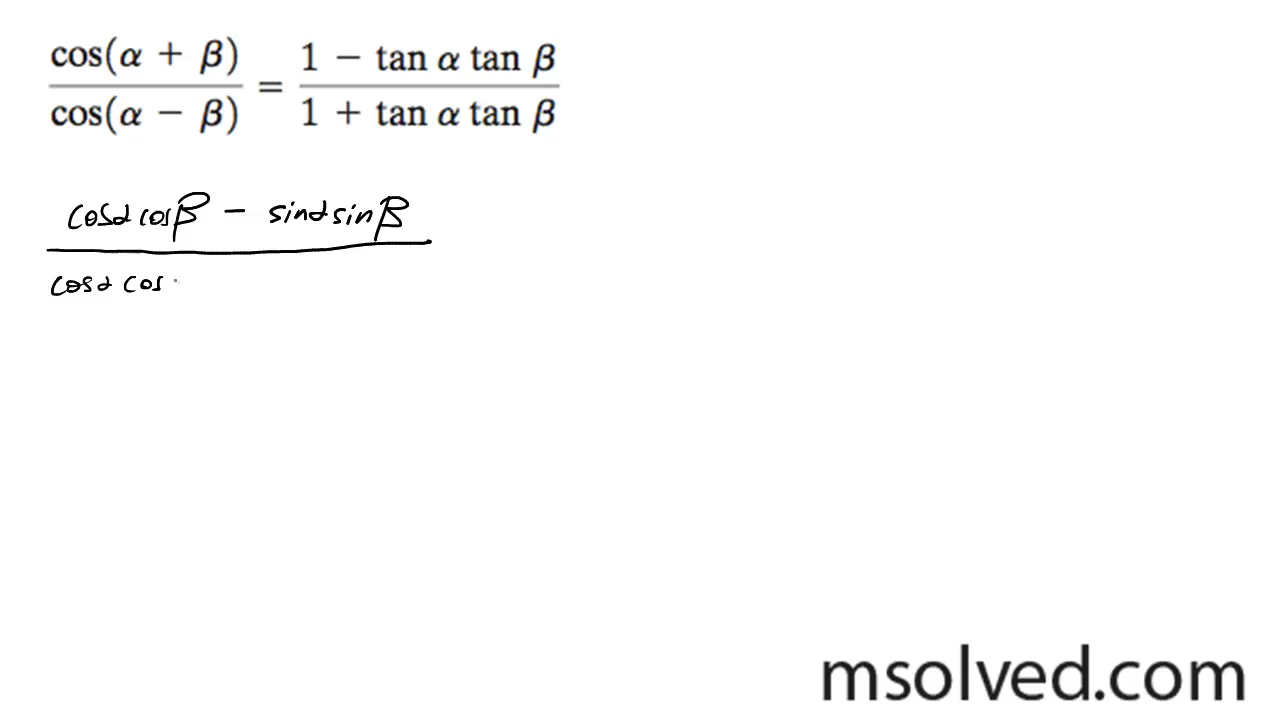 cos(α + β) / cos(α − β) = 1 − tan α tan β / 1 + tan α tan β
cosα cosβ − sinα sinβ
cosα cos
msolved.com